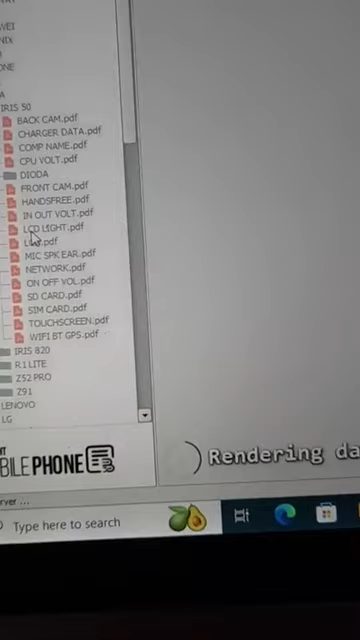 IRIS 50
BACK CAM.pdf
CHARGER DATA.pdf
COMP NAME.pdf
CPU VOLT.pdf
DIODA
FRONT CAM.pdf
HANDSFREE.pdf
IN OUT VOLT.pdf
LCD LIGHT.pdf
.pdf
MIC SPK EAR.pdf
NETWORK.pdf
ON OFF VOL.pdf
SD CARD.pdf
SIM CARD.pdf
TOUCHSCREEN.pdf
WIFI BT GPS.pdf
IRIS 820
R1 LITE
Z52 PRO
Z91
LENOVO
LG
BILEPHONE
Rendering da
rver ...
Type here to search